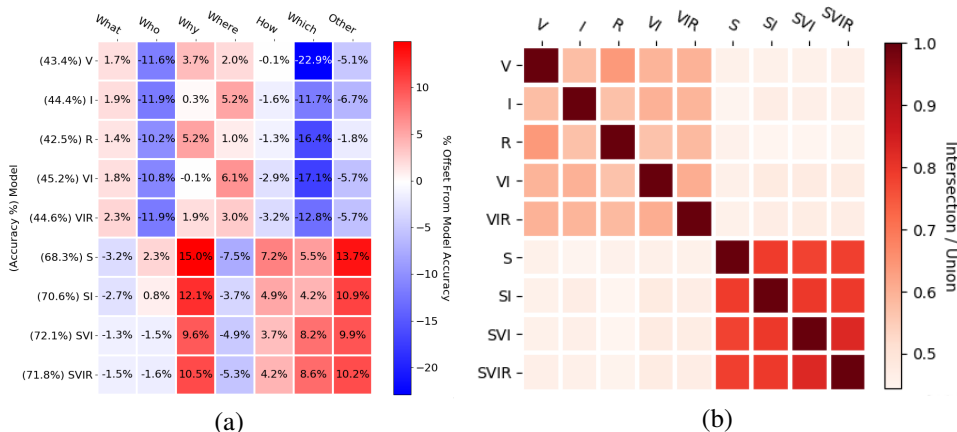 What Who Why Where How Which Other
(Accuracy %) Model
(43.4%) V 1.7% -11.6% 3.7% 2.0% -0.1% -22.9% -5.1%
(44.4%) I 1.9% -11.9% 0.3% 5.2% -1.6% -11.7% -6.7%
(42.5%) R 1.4% -10.2% 5.2% 1.0% -1.3% -16.4% -1.8%
(45.2%) VI 1.8% -10.8% -0.1% 6.1% -2.9% -17.1% -5.7%
(44.6%) VIR 2.3% -11.9% 1.9% 3.0% -3.2% -12.8% -5.7%
(68.3%) S -3.2% 2.3% 15.0% -7.5% 7.2% 5.5% 13.7%
(70.6%) SI -2.7% 0.8% 12.1% -3.7% 4.9% 4.2% 10.9%
(72.1%) SVI -1.3% -1.5% 9.6% -4.9% 3.7% 8.2% 9.9%
(71.8%) SVIR -1.5% -1.6% 10.5% -5.3% 4.2% 8.6% 10.2%
10
5
0
−5
−10
−15
−20
% Offset From Model Accuracy
(a)
V I R VI VIR S SI SVI SVIR
V
I
R
VI
VIR
S
SI
SVI
SVIR
1.0
0.9
0.8
0.7
0.6
0.5
Intersection / Union
(b)